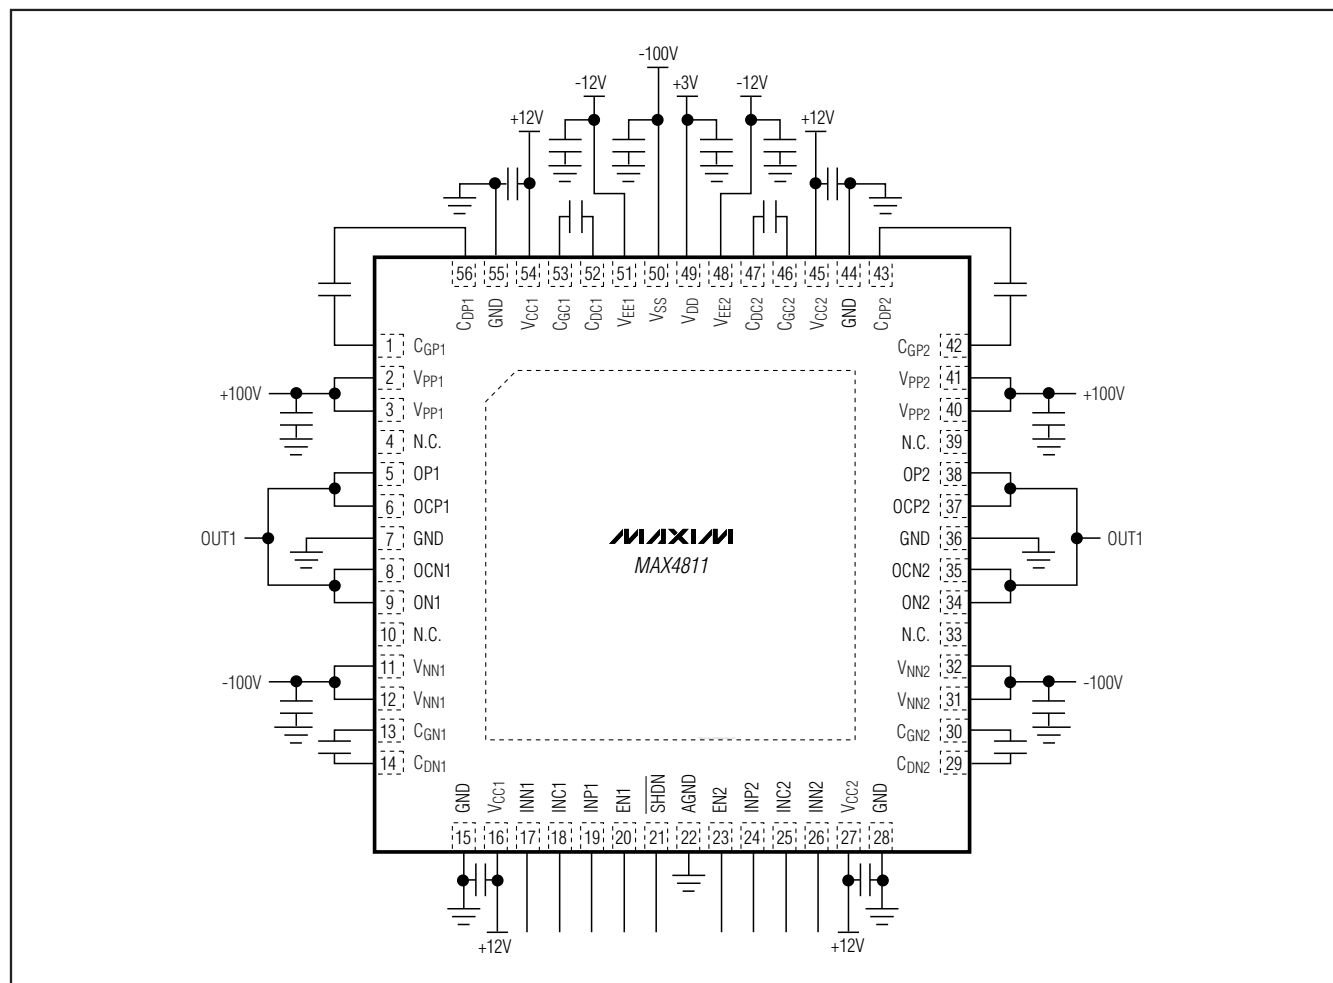 -100V
-12V
+3V
-12V
+12V
+12V
56 55 54 53 52 51 50 49 48 47 46 45 44 43
CDP1 GND VCC1 CGC1 CDC1 VEE1 VSS VDD VEE2 CDC2 CGC2 VCC2 GND CDP2
1 CGP1 CGP2 42
2 VPP1 VPP2 41
+100V +100V
3 VPP1 VPP2 40
4 N.C. N.C. 39
5 OP1 OP2 38
6 OCP1 OCP2 37
OUT1 7 GND MAXIM GND 36 OUT1
MAX4811
8 OCN1 OCN2 35
9 ON1 ON2 34
10 N.C. N.C. 33
11 VNN1 VNN2 32
-100V -100V
12 VNN1 VNN2 31
13 CGN1 CGN2 30
14 CDN1 CDN2 29
GND VCC1 INN1 INC1 INP1 EN1 SHDN AGND EN2 INP2 INC2 INN2 VCC2 GND
15 16 17 18 19 20 21 22 23 24 25 26 27 28
+12V +12V